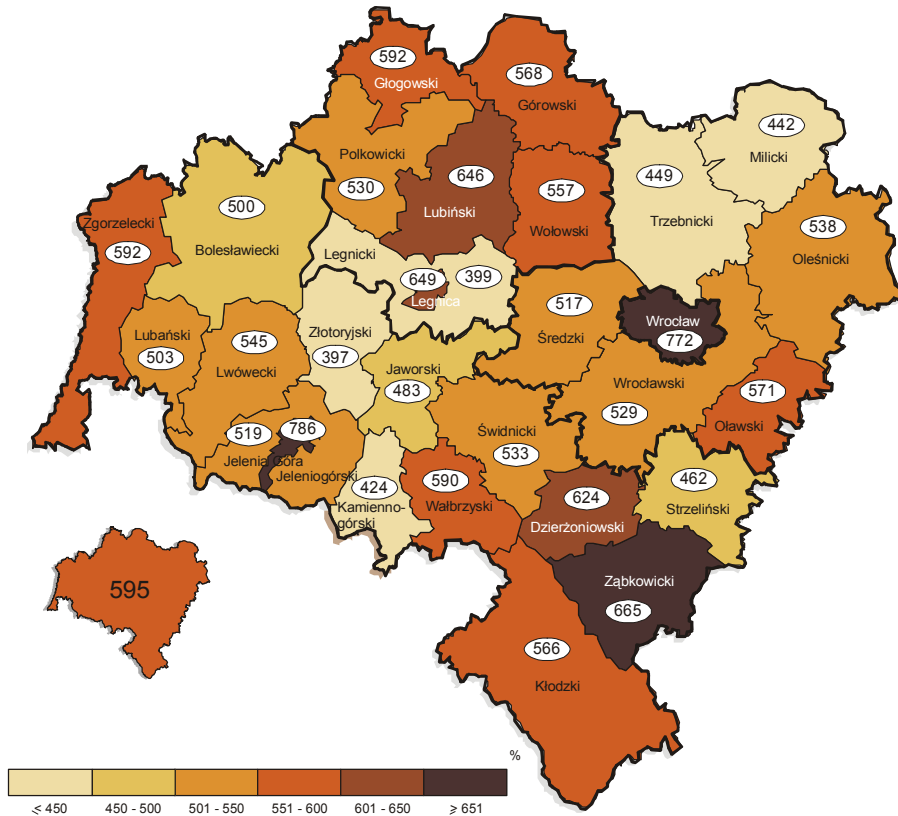 592
Głogowski
568
Górowski
442
Milicki
Polkowicki
530
646
Lubiński
557
Wołowski
449
Trzebnicki
538
Oleśnicki
Zgorzelecki
592
500
Bolesławiecki
Legnicki
399
649
Legnica
517
Średzki
Wrocław
772
Lubański
503
545
Lwówecki
Złotoryjski
397
Jaworski
483
Wrocławski
529
571
Oławski
519
786
Jelenia Góra
Jeleniogórski
Świdnicki
533
424
Kamienno-
górski
590
Wałbrzyski
624
Dzierżoniowski
462
Strzeliński
595
Ząbkowicki
665
566
Kłodzki
%
⩽ 450
450 - 500
501 - 550
551 - 600
601 - 650
⩾ 651